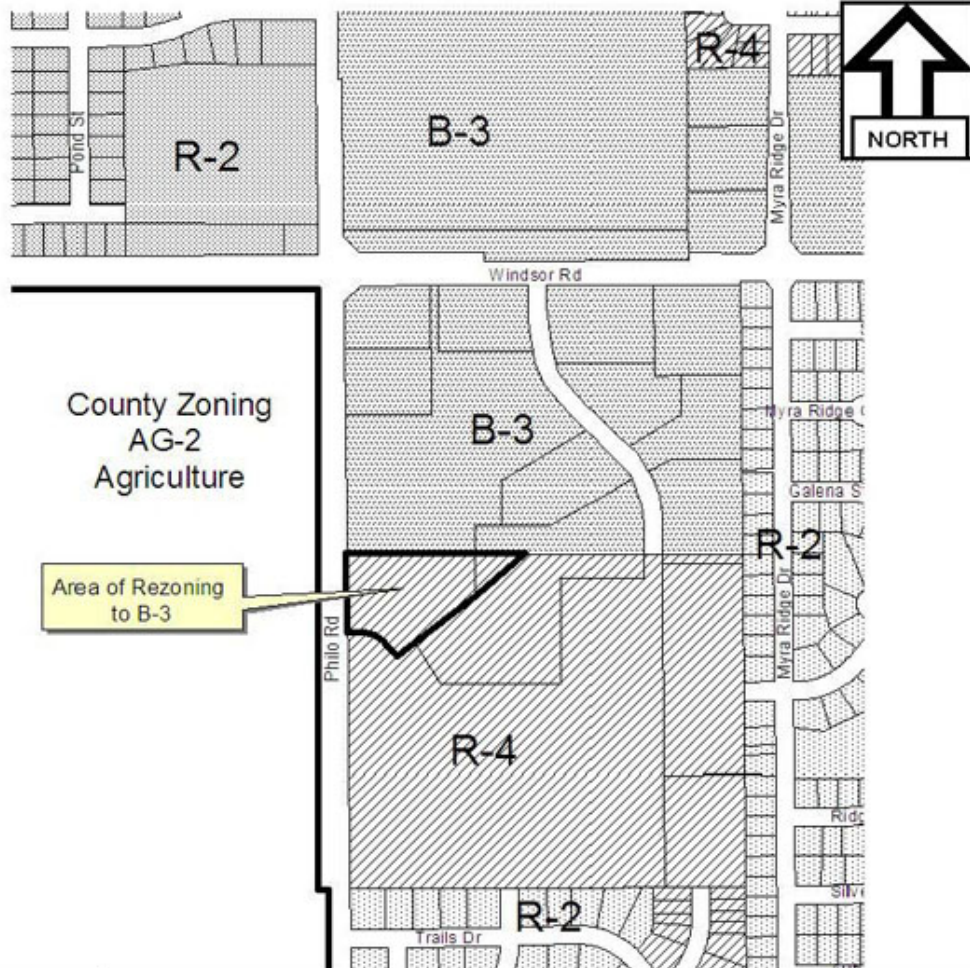 R-4
NORTH
B-3
Pond St
R-2
Myra Ridge Dr
Windsor Rd
County Zoning
AG-2
Agriculture
B-3
Myra Ridge
Galena S
R-2
Area of Rezoning
to B-3
Philo Rd
Myra Ridge Dr
R-4
Ridg
Silve
R-2
Trails Dr